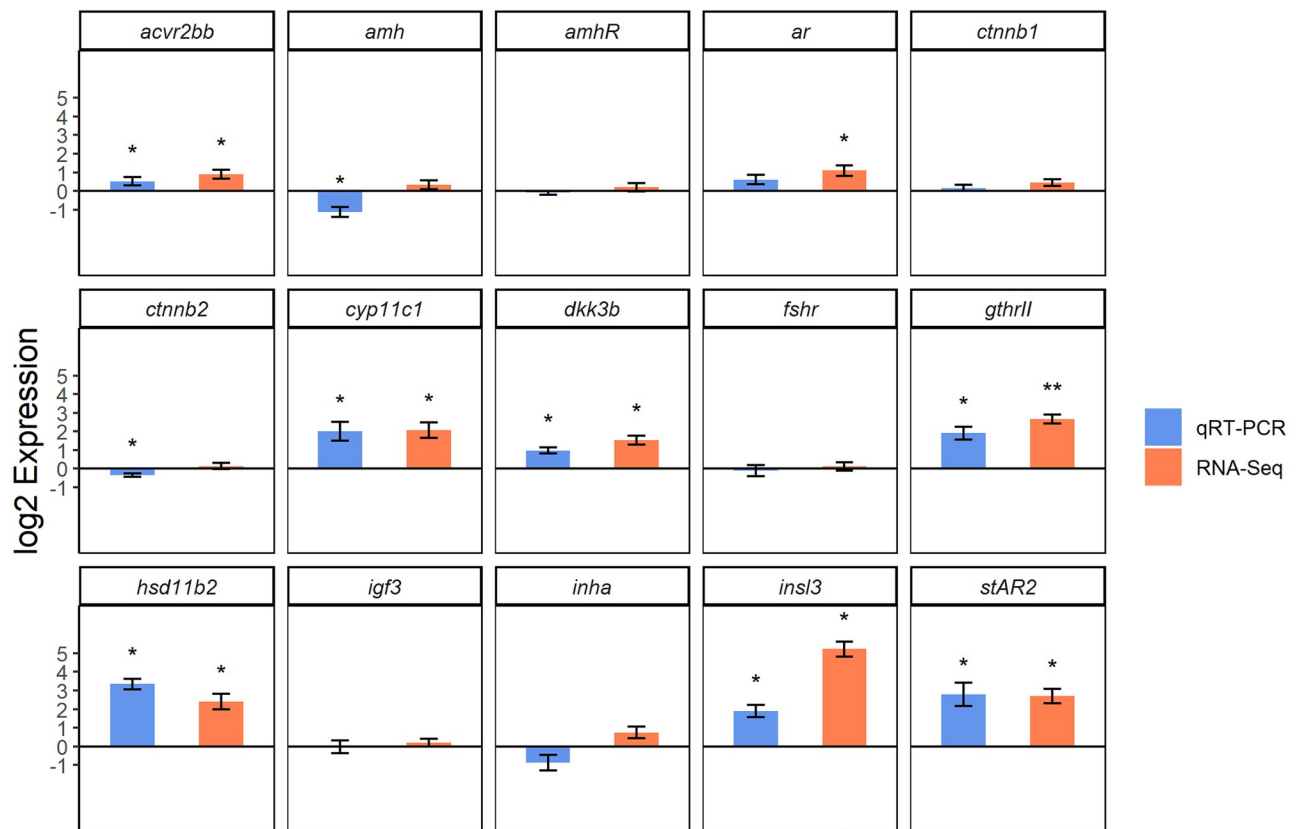 acvr2bb amh amhR ar ctnnb1
5
4
3
2
1
0
-1
* * * *
ctnnb2 cyp11c1 dkk3b fshr gthrII
5
4
3
2
1
0
-1
* * * * * * **
hsd11b2 igf3 inha insl3 stAR2
5
4
3
2
1
0
-1
* * * * * *
log2 Expression
qRT-PCR
RNA-Seq